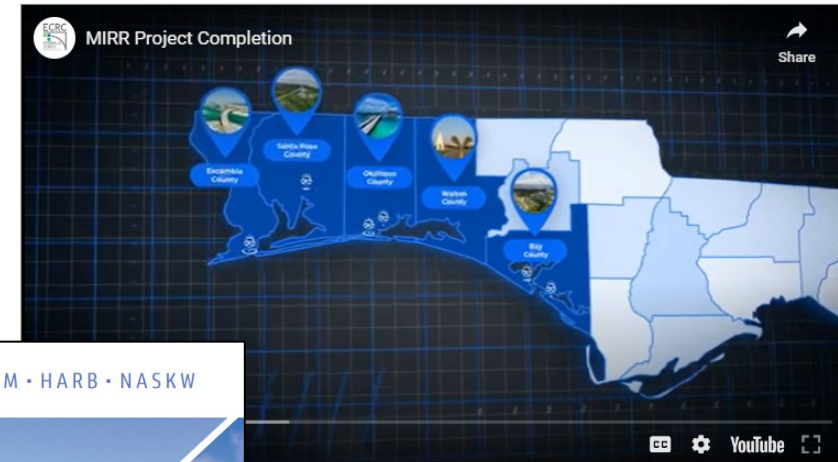 ECRC
MIRR Project Completion
Share
Santa Rosa
County
Escambia
County
Okaloosa
County
Walton
County
Bay
County
M • HARB • NASKW
CC
YouTube